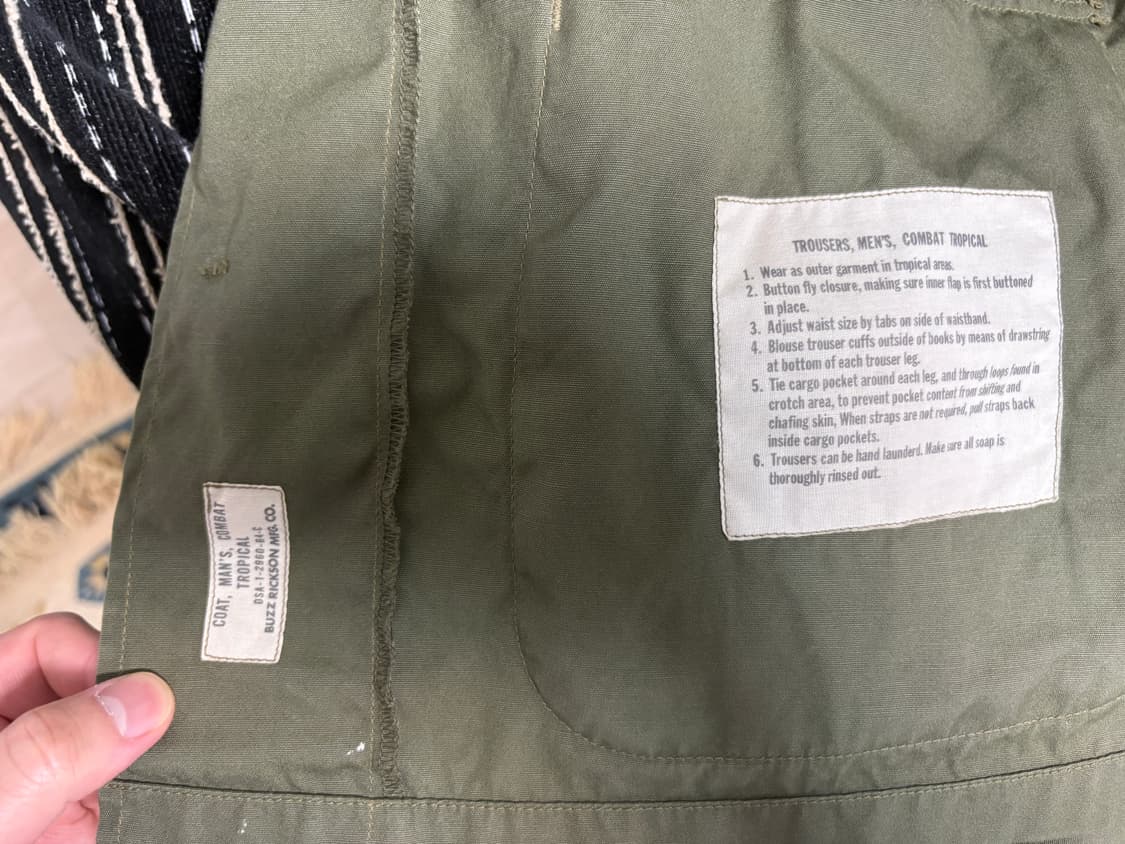 COAT, MAN'S, COMBAT
TROPICAL
DSA-1-2960-64-C
BUZZ RICKSON MFG. CO.
TROUSERS, MEN'S, COMBAT TROPICAL
1. Wear as outer garment in tropical areas.
2. Button fly closure, making sure inner flap is first buttoned
in place.
3. Adjust waist size by tabs on side of waistband.
4. Blouse trouser cuffs outside of books by means of drawstring
at bottom of each trouser leg.
5. Tie cargo pocket around each leg, and through loops found in
crotch area, to prevent pocket content from shifting and
chafing skin, When straps are not required, pull straps back
inside cargo pockets.
6. Trousers can be hand launderd. Make sure all soap is
thoroughly rinsed out.